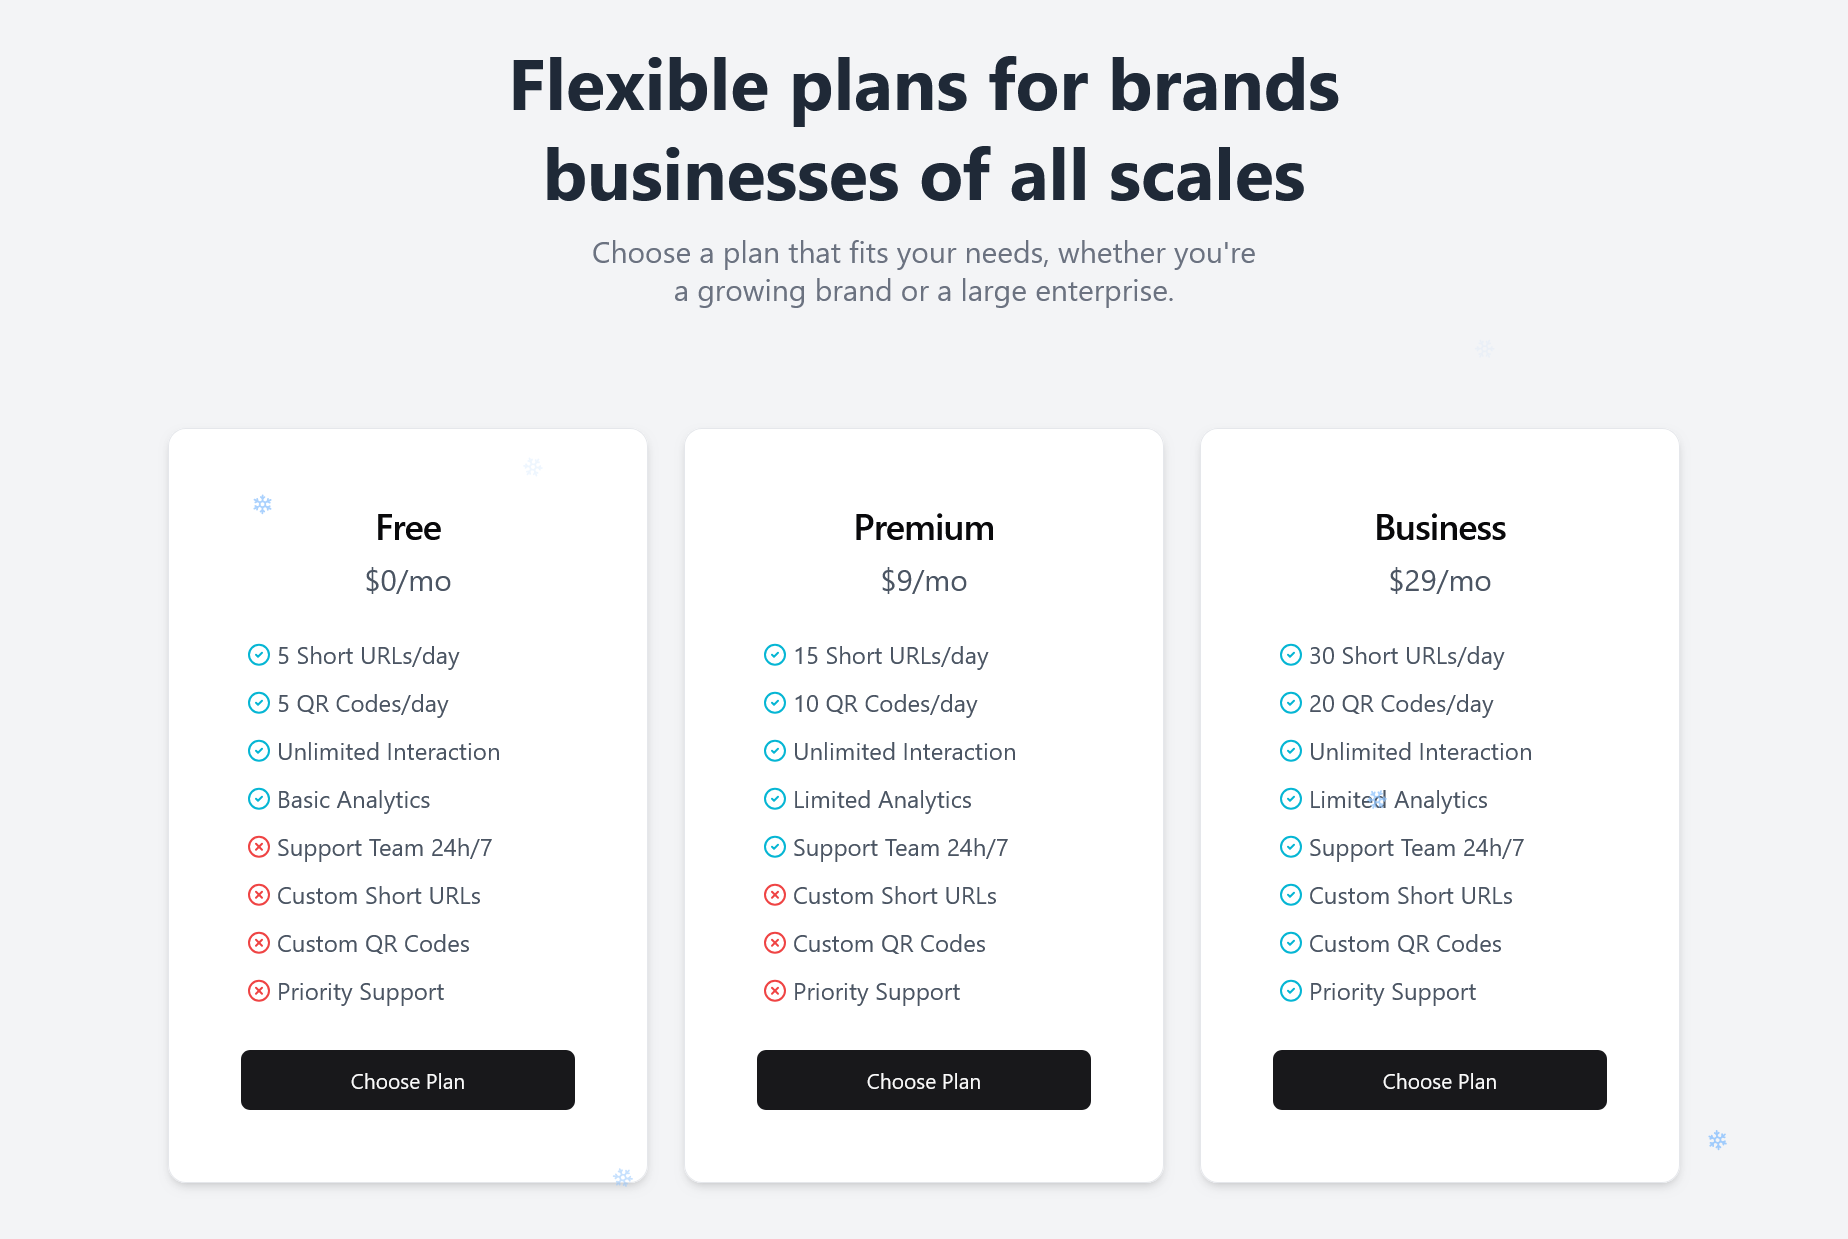 Flexible plans for brands
businesses of all scales
Choose a plan that fits your needs, whether you're
a growing brand or a large enterprise.
Free
$0/mo
5 Short URLs/day
5 QR Codes/day
Unlimited Interaction
Basic Analytics
Support Team 24h/7
Custom Short URLs
Custom QR Codes
Priority Support
Choose Plan
Premium
$9/mo
15 Short URLs/day
10 QR Codes/day
Unlimited Interaction
Limited Analytics
Support Team 24h/7
Custom Short URLs
Custom QR Codes
Priority Support
Choose Plan
Business
$29/mo
30 Short URLs/day
20 QR Codes/day
Unlimited Interaction
Limited Analytics
Support Team 24h/7
Custom Short URLs
Custom QR Codes
Priority Support
Choose Plan